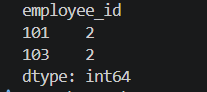 employee_id
101    2
103    2
dtype: int64